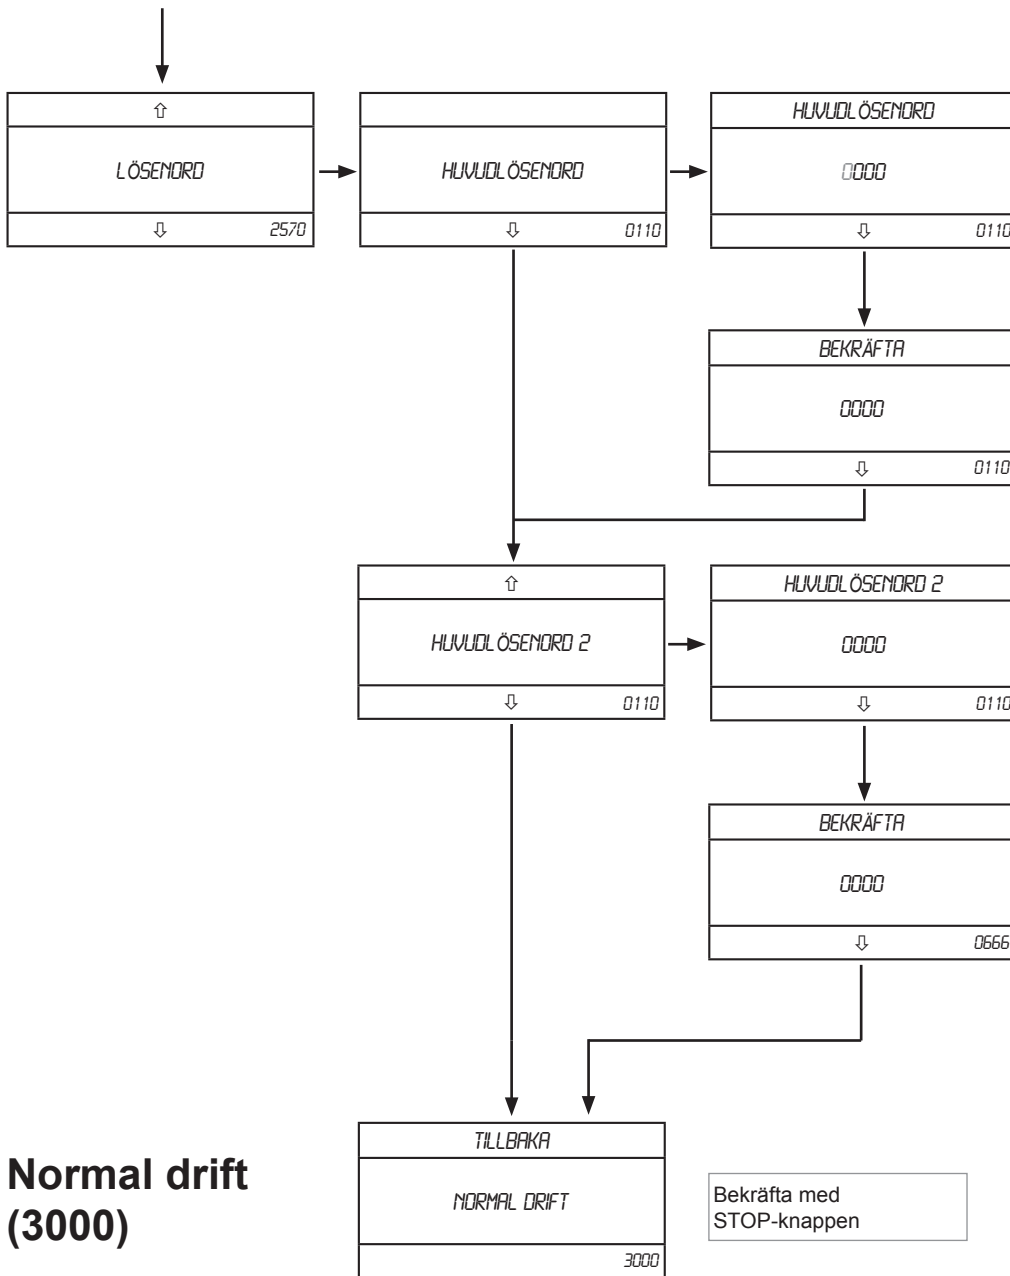 ⇧
LÖSENORD
⇩ 2570
HUVUDLÖSENORD
⇩ 0110
HUVUDLÖSENORD
0000
⇩ 0110
BEKRÄFTA
0000
⇩ 0110
⇧
HUVUDLÖSENORD 2
⇩ 0110
HUVUDLÖSENORD 2
0000
⇩ 0110
BEKRÄFTA
0000
⇩ 0666
TILLBAKA
NORMAL DRIFT
3000
Normal drift
(3000)
Bekräfta med
STOP-knappen